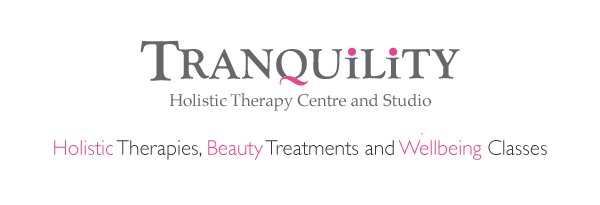 TRANQUiLiTY
Holistic Therapy Centre and Studio
Holistic Therapies, Beauty Treatments and Wellbeing Classes